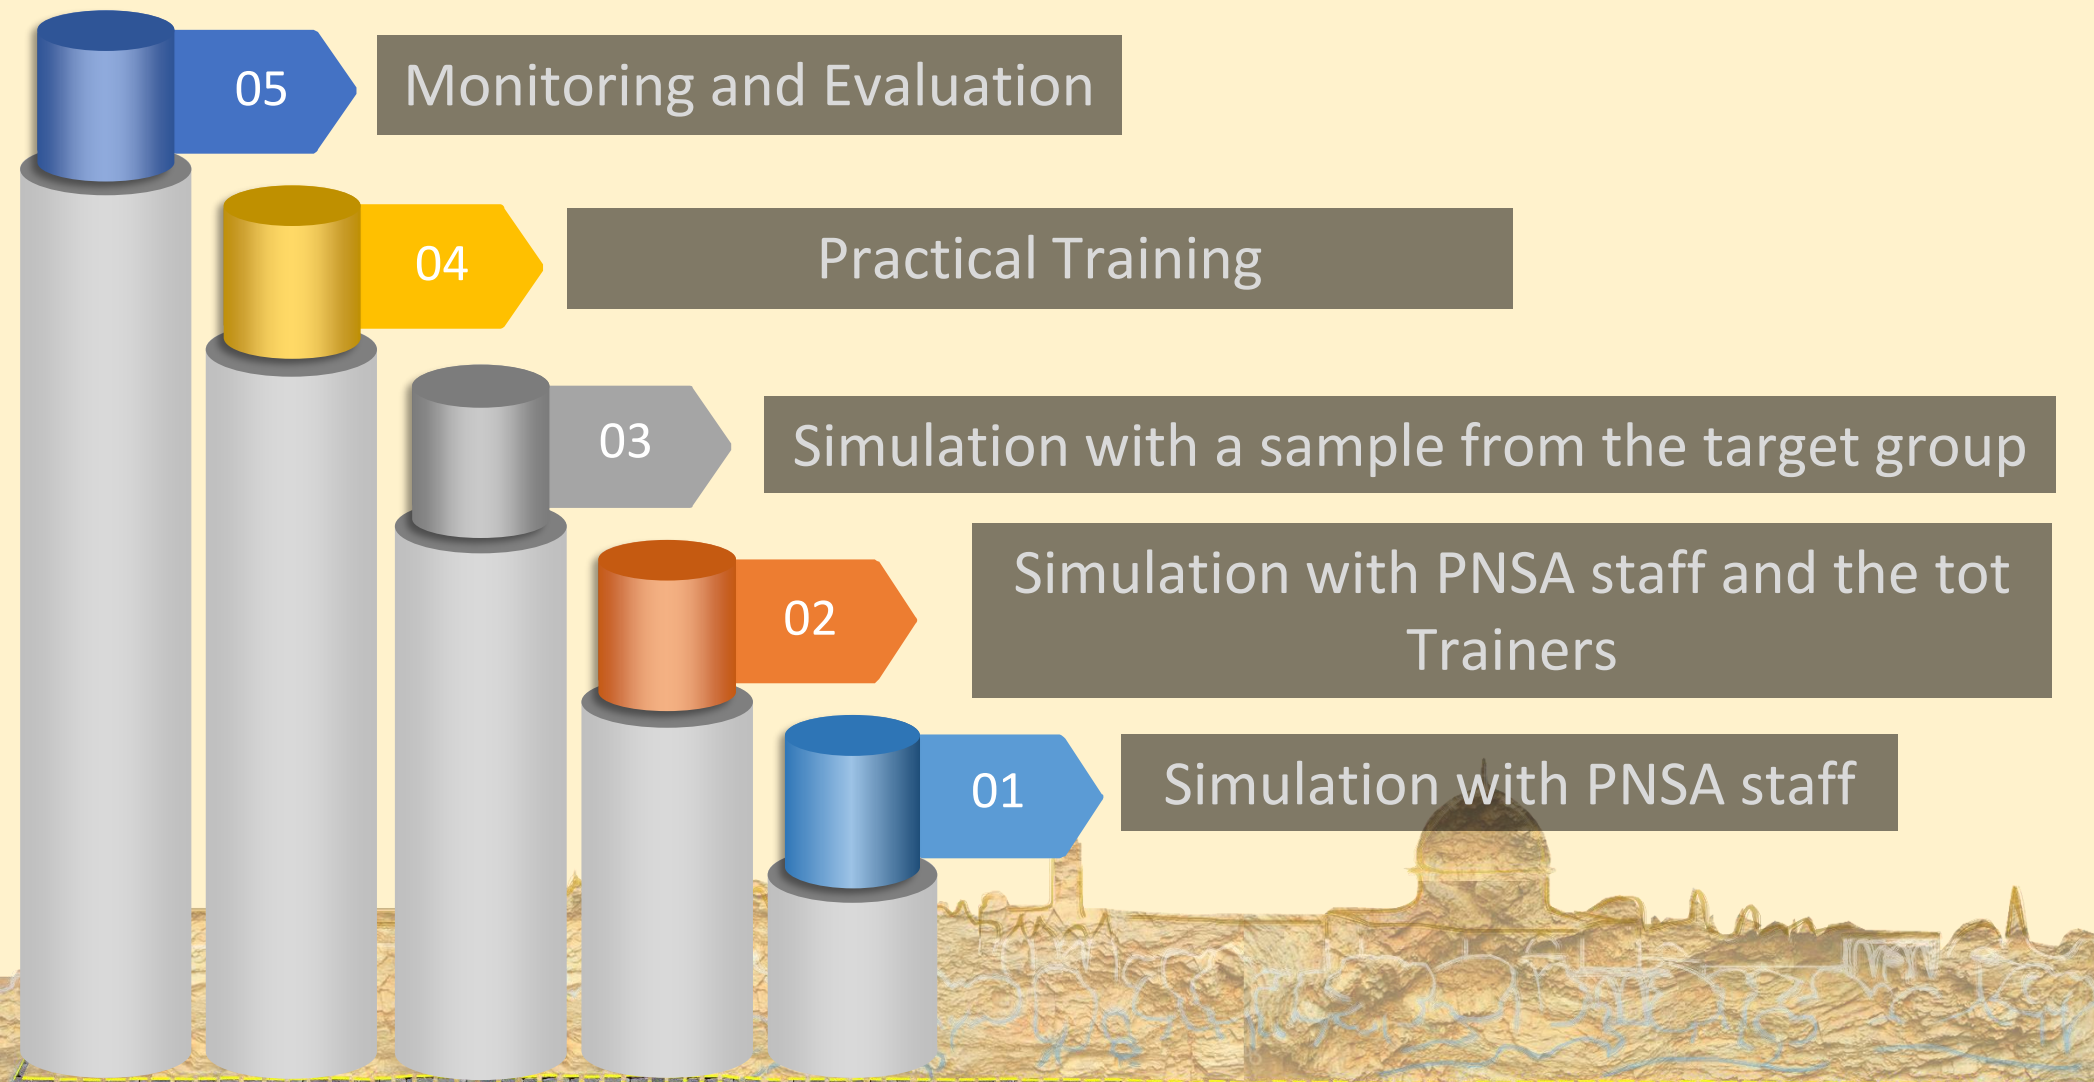 05
Monitoring and Evaluation
04
Practical Training
03
Simulation with a sample from the target group
02
Simulation with PNSA staff and the tot
Trainers
01
Simulation with PNSA staff